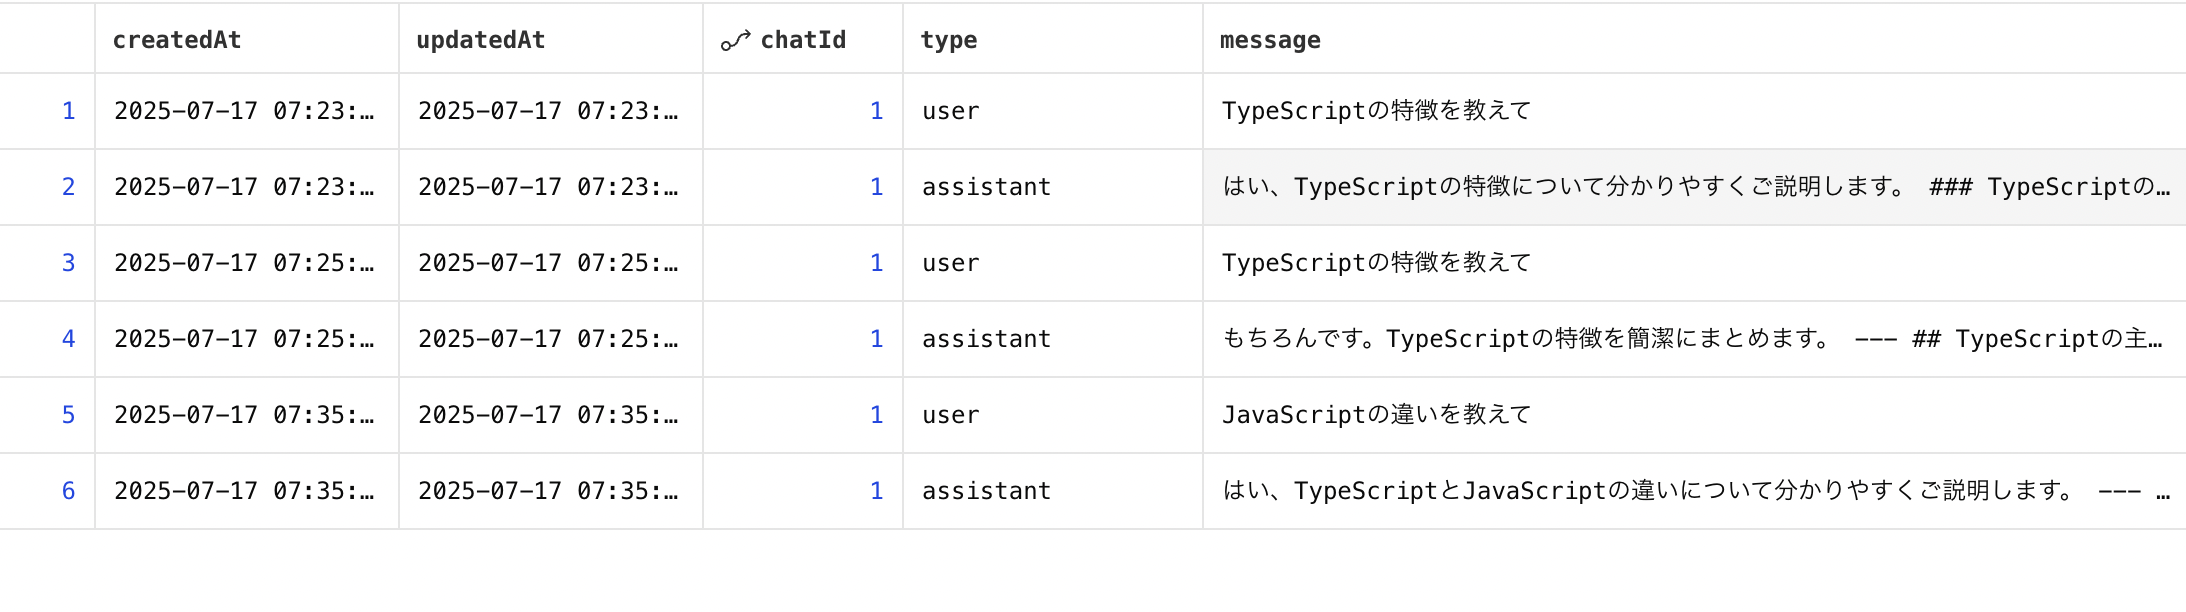 createdAt updatedAt chatId type message
1 2025-07-17 07:23:… 2025-07-17 07:23:… 1 user TypeScriptの特徴を教えて
2 2025-07-17 07:23:… 2025-07-17 07:23:… 1 assistant はい、TypeScriptの特徴について分かりやすくご説明します。 ### TypeScriptの…
3 2025-07-17 07:25:… 2025-07-17 07:25:… 1 user TypeScriptの特徴を教えて
4 2025-07-17 07:25:… 2025-07-17 07:25:… 1 assistant もちろんです。TypeScriptの特徴を簡潔にまとめます。 --- ## TypeScriptの主…
5 2025-07-17 07:35:… 2025-07-17 07:35:… 1 user JavaScriptの違いを教えて
6 2025-07-17 07:35:… 2025-07-17 07:35:… 1 assistant はい、TypeScriptとJavaScriptの違いについて分かりやすくご説明します。 --- …